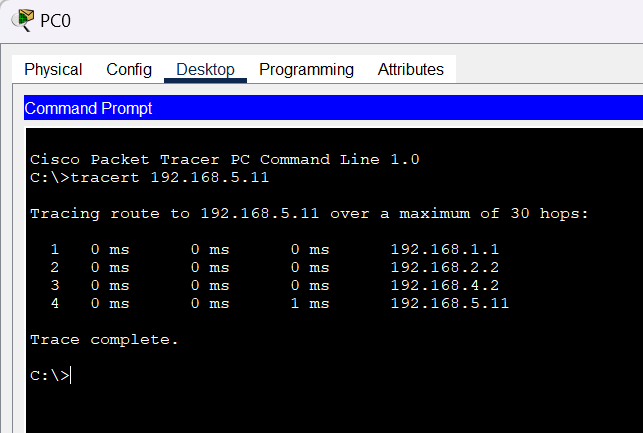 PC0
Physical Config Desktop Programming Attributes
Command Prompt
Cisco Packet Tracer PC Command Line 1.0
C:\>tracert 192.168.5.11
Tracing route to 192.168.5.11 over a maximum of 30 hops:
1 0 ms 0 ms 0 ms 192.168.1.1
2 0 ms 0 ms 0 ms 192.168.2.2
3 0 ms 0 ms 0 ms 192.168.4.2
4 0 ms 0 ms 1 ms 192.168.5.11
Trace complete.
C:\>